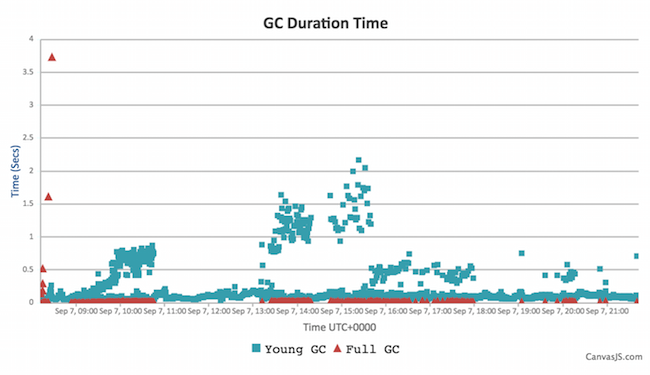 GC Duration Time
4
3.5
3
2.5
2
1.5
1
0.5
0
Time (Secs)
Sep 7, 09:00 Sep 7, 10:00 Sep 7, 11:00 Sep 7, 12:00 Sep 7, 13:00 Sep 7, 14:00 Sep 7, 15:00 Sep 7, 16:00 Sep 7, 17:00 Sep 7, 18:00 Sep 7, 19:00 Sep 7, 20:00 Sep 7, 21:00
Time UTC+0000
Young GC Full GC
CanvasJS.com